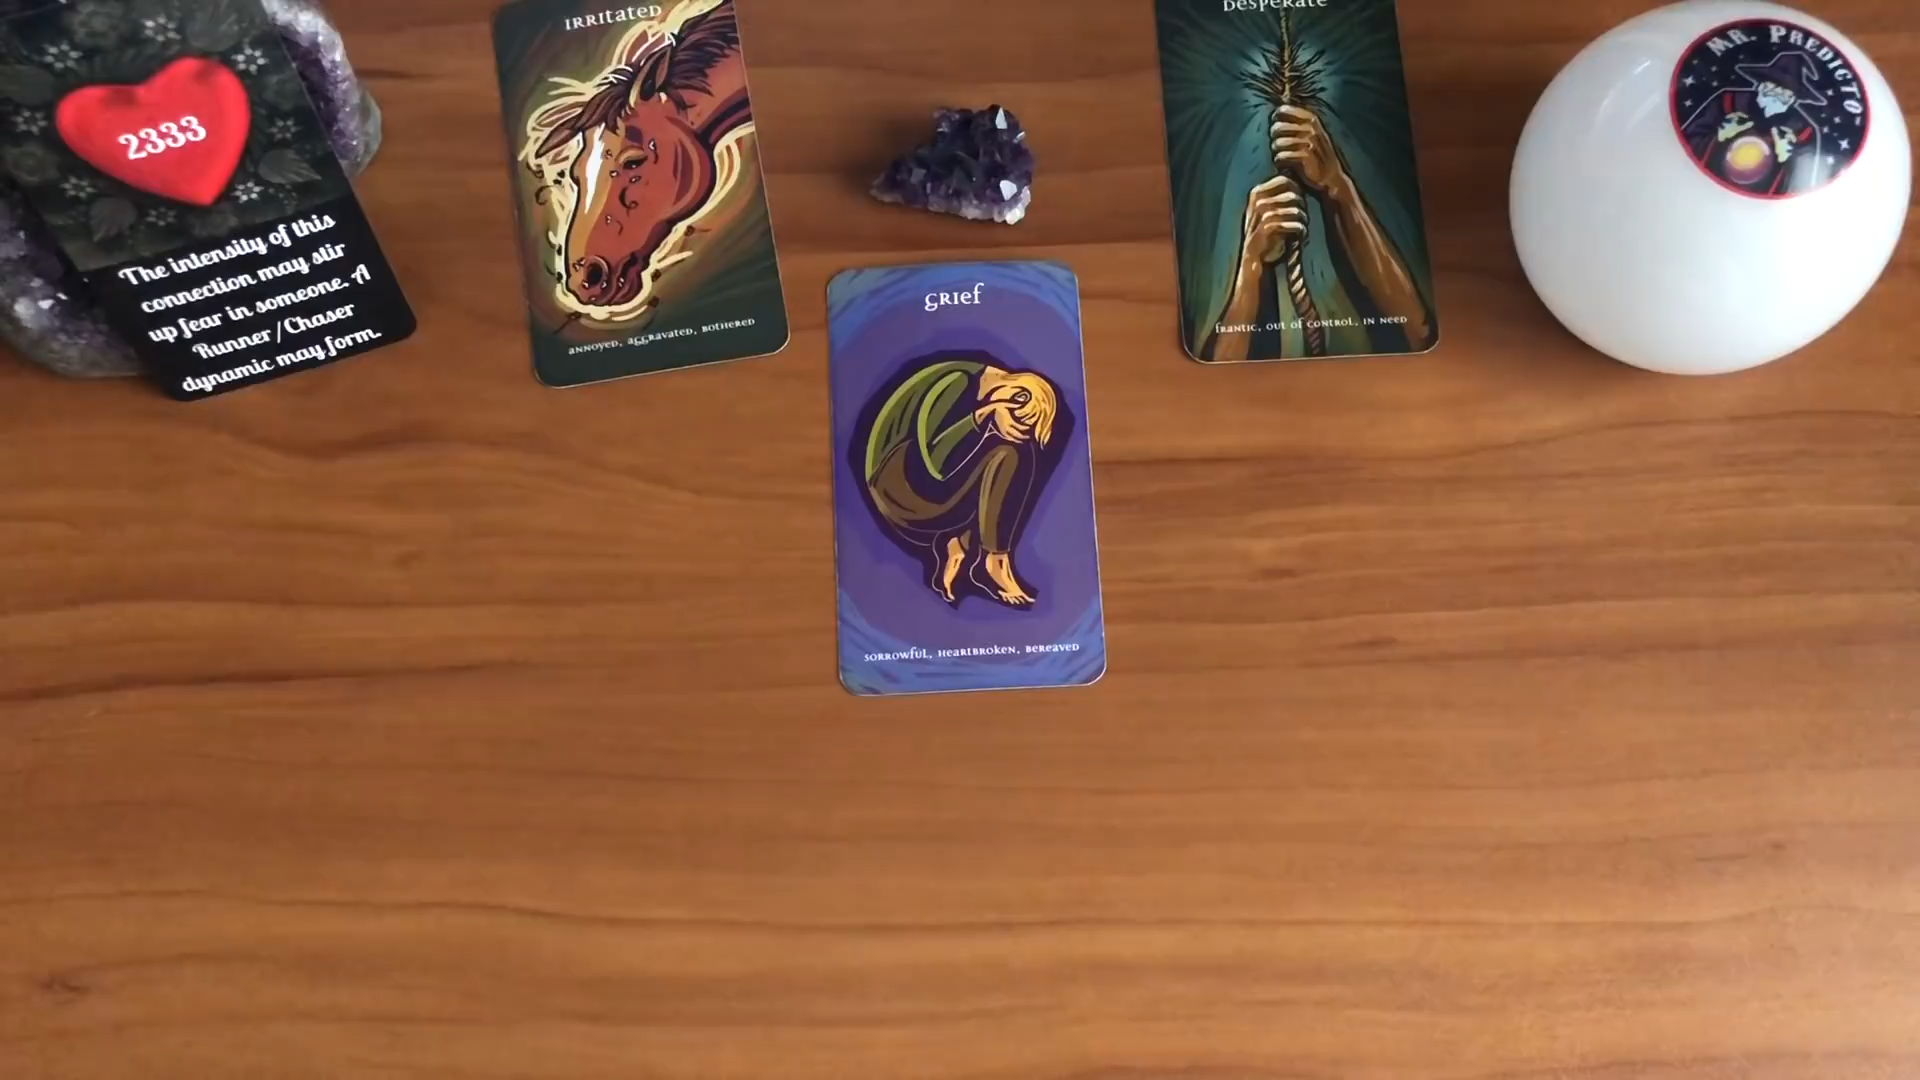 2333
The intensity of this
connection may stir
up fear in someone. A
Runner/Chaser
dynamic may form.
IRRITATED
ANNOYED, AGGRAVATED, BOTHERED
GRIEF
SORROWFUL, HEARTBROKEN, BEREAVED
DESPERATE
FRANTIC, OUT OF CONTROL, IN NEED
MR. PREDICTO